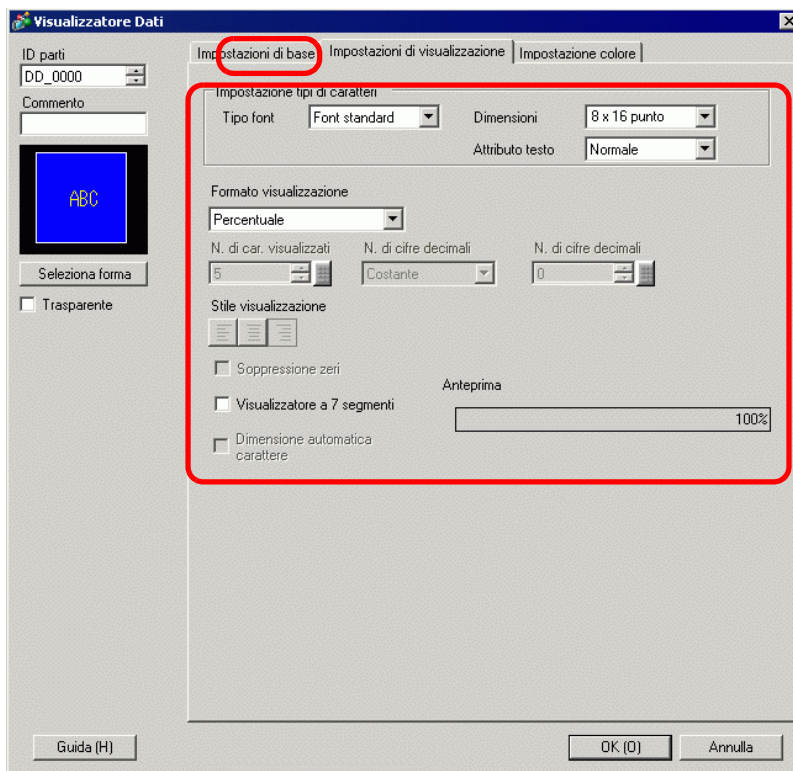 Visualizzatore Dati
ID parti
DD_0000
Commento
ABC
Seleziona forma
Trasparente
Impostazioni di base Impostazioni di visualizzazione Impostazione colore
Impostazione tipi di caratteri
Tipo font Font standard Dimensioni 8 x 16 punto
Attributo testo Normale
Formato visualizzazione
Percentuale
N. di car. visualizzati N. di cifre decimali N. di cifre decimali
5 Costante 0
Stile visualizzazione
Soppressione zeri
Visualizzatore a 7 segmenti
Dimensione automatica
carattere
Anteprima
100%
Guida (H) OK (O) Annulla